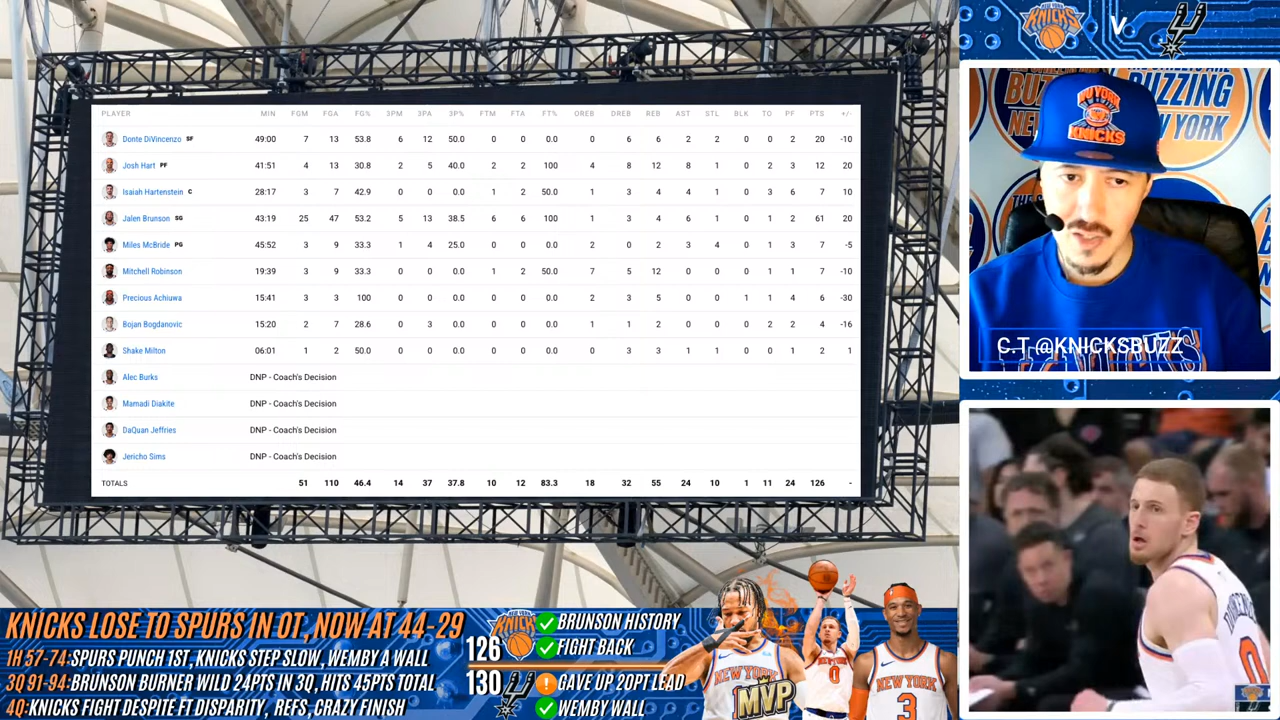 PLAYER MIN FGM FGA FG% 3PM 3PA 3P% FTM FTA FT% OREB DREB REB AST STL BLK TO PF PTS +/-
Donte DiVincenzo SF 49:00 7 13 53.8 6 12 50.0 0 0 0.0 0 6 6 2 2 0 0 2 20 -10
Josh Hart PF 41:51 4 13 30.8 2 5 40.0 2 2 100 4 8 12 8 1 0 2 3 12 20
Isaiah Hartenstein C 28:17 3 7 42.9 0 0 0.0 1 2 50.0 1 3 4 4 1 0 3 6 7 10
Jalen Brunson SG 43:19 25 47 53.2 5 13 38.5 6 6 100 1 3 4 6 1 0 1 2 61 20
Miles McBride PG 45:52 3 9 33.3 1 4 25.0 0 0 0.0 2 0 2 3 4 0 1 3 7 -5
Mitchell Robinson 19:39 3 9 33.3 0 0 0.0 1 2 50.0 7 5 12 0 0 0 1 1 7 -10
Precious Achiuwa 15:41 3 3 100 0 0 0.0 0 0 0.0 2 3 5 0 0 1 1 4 6 -30
Bojan Bogdanovic 15:20 2 7 28.6 0 3 0.0 0 0 0.0 1 1 2 0 0 0 2 2 4 -16
Shake Milton 06:01 1 2 50.0 0 0 0.0 0 0 0.0 0 3 3 1 1 0 0 1 2 1
Alec Burks DNP - Coach's Decision
Mamadi Diakite DNP - Coach's Decision
DaQuan Jeffries DNP - Coach's Decision
Jericho Sims DNP - Coach's Decision
TOTALS 51 110 46.4 14 37 37.8 10 12 83.3 18 32 55 24 10 1 11 24 126 -
NEW YORK
KNICKS
V
NEW YORK
KNICKS
BUZZING
YORK
C.T @KNICKSBUZZ
0
KNICKS LOSE TO SPURS IN OT, NOW AT 44-29
1H 57-74: SPURS PUNCH 1ST, KNICKS STEP SLOW, WEMBY A WALL
3Q 91-94: BRUNSON BURNER WILD 24PTS IN 3Q, HITS 45PTS TOTAL
4Q: KNICKS FIGHT DESPITE FT DISPARITY, REFS, CRAZY FINISH
KNICKS
126
130
BRUNSON HISTORY
FIGHT BACK
GAVE UP 20PT LEAD
WEMBY WALL
NEW YORK
MVP
0
NEW YORK
3